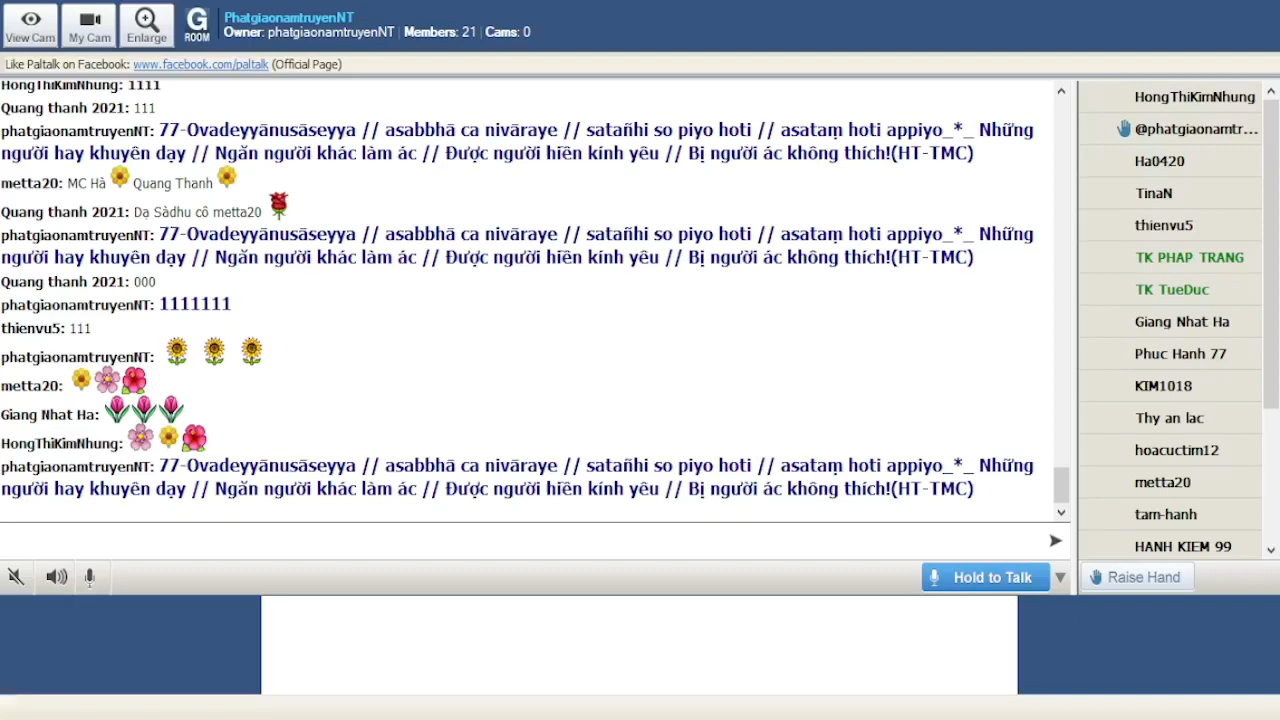 PhatgiaonamtruyenNT
View Cam
My Cam
Enlarge
G ROOM
Owner: phatgiaonamtruyenNT | Members: 21 | Cams: 0
Like Paltalk on Facebook: www.facebook.com/paltalk (Official Page)
HongThiKimNhung: 1111
Quang thanh 2021: 111
phatgiaonamtruyenNT: 77-Ovadeyyānusāseyya // asabbhā ca nivāraye // satañhi so piyo hoti // asataṃ hoti appiyo_*_ Những
người hay khuyên dạy // Ngăn người khác làm ác // Được người hiền kính yêu // Bị người ác không thích!(HT-TMC)
metta20: MC Hà Quang Thanh
Quang thanh 2021: Dạ Sàdhu cô metta20
phatgiaonamtruyenNT: 77-Ovadeyyānusāseyya // asabbhā ca nivāraye // satañhi so piyo hoti // asataṃ hoti appiyo_*_ Những
người hay khuyên dạy // Ngăn người khác làm ác // Được người hiền kính yêu // Bị người ác không thích!(HT-TMC)
Quang thanh 2021: 000
phatgiaonamtruyenNT: 1111111
thienvu5: 111
phatgiaonamtruyenNT:
metta20:
Giang Nhat Ha:
HongThiKimNhung:
phatgiaonamtruyenNT: 77-Ovadeyyānusāseyya // asabbhā ca nivāraye // satañhi so piyo hoti // asataṃ hoti appiyo_*_ Những
người hay khuyên dạy // Ngăn người khác làm ác // Được người hiền kính yêu // Bị người ác không thích!(HT-TMC)
Hold to Talk
HongThiKimNhung
@phatgiaonamtr...
Ha0420
TinaN
thienvu5
TK PHAP TRANG
TK TueDuc
Giang Nhat Ha
Phuc Hanh 77
KIM1018
Thy an lac
hoacuctim12
metta20
tam-hanh
HANH KIEM 99
Raise Hand